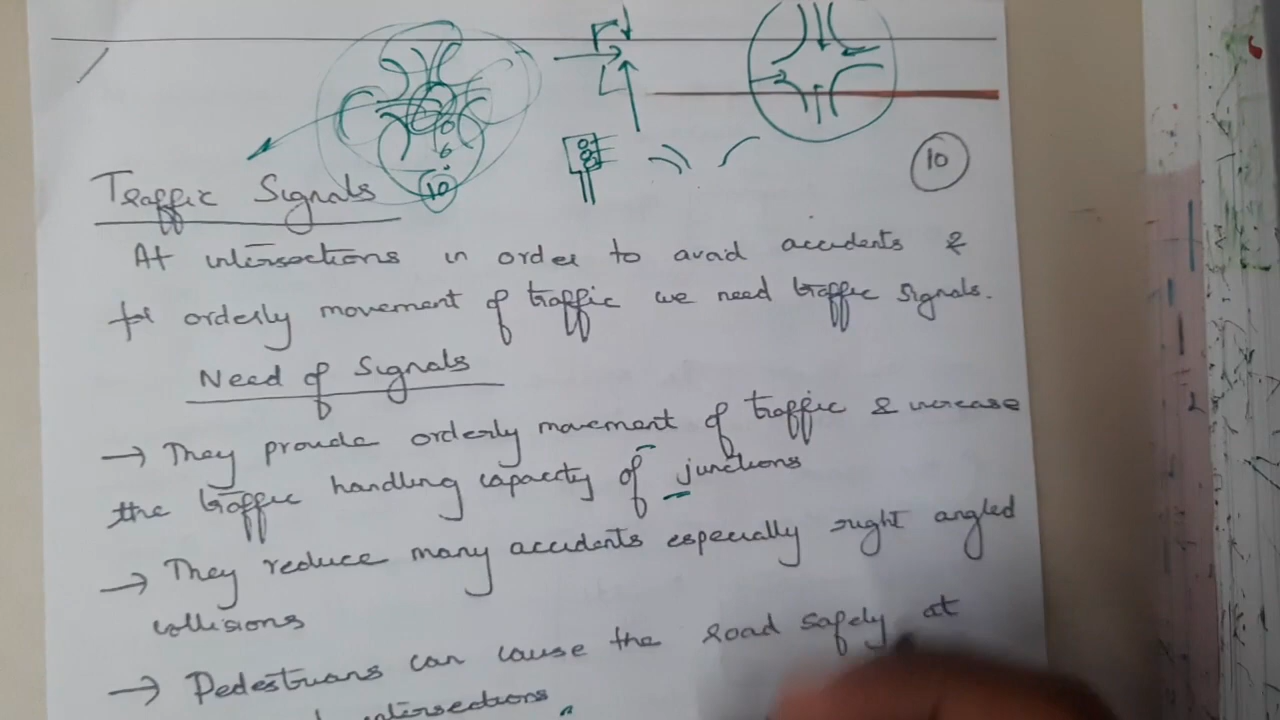 10
10
Traffic Signals
At intersections in order to avoid accidents &
for orderly movement of traffic we need traffic signals.
Need of Signals
→ They provide orderly movement of traffic & increase
the traffic handling capacity of junctions
→ They reduce many accidents especially right angled
collisions
→ Pedestrians can cause the road safely at
intersections